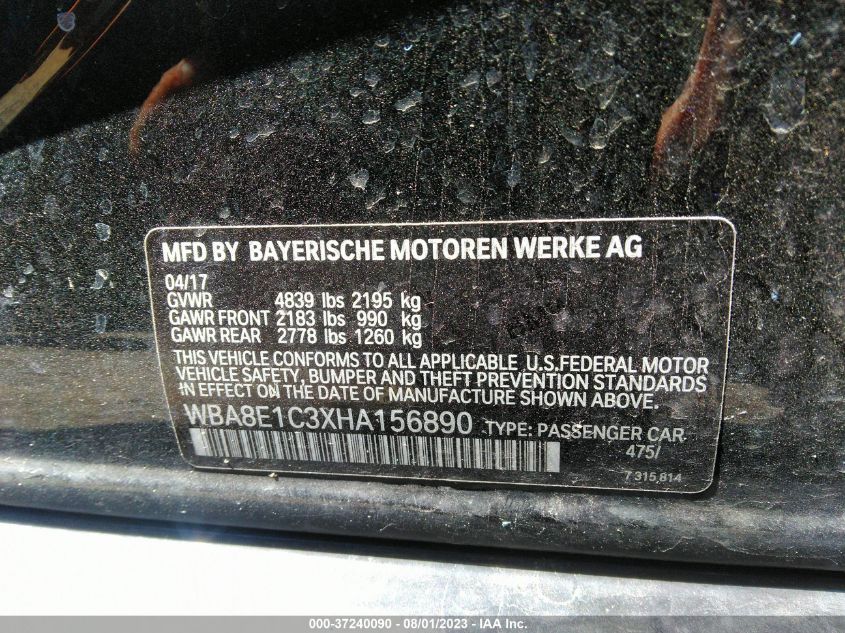 MFD BY BAYERISCHE MOTOREN WERKE AG
04/17
GVWR 4839 lbs 2195 kg
GAWR FRONT 2183 lbs 990 kg
GAWR REAR 2778 lbs 1260 kg
THIS VEHICLE CONFORMS TO ALL APPLICABLE U.S.FEDERAL MOTOR
VEHICLE SAFETY, BUMPER AND THEFT PREVENTION STANDARDS
IN EFFECT ON THE DATE OF MANUFACTURE SHOWN ABOVE.
WBA8E1C3XHA156890 TYPE: PASSENGER CAR
475/
7 315,814
000-37240090 - 08/01/2023 - ©Copyright 2023, IAA, Inc.